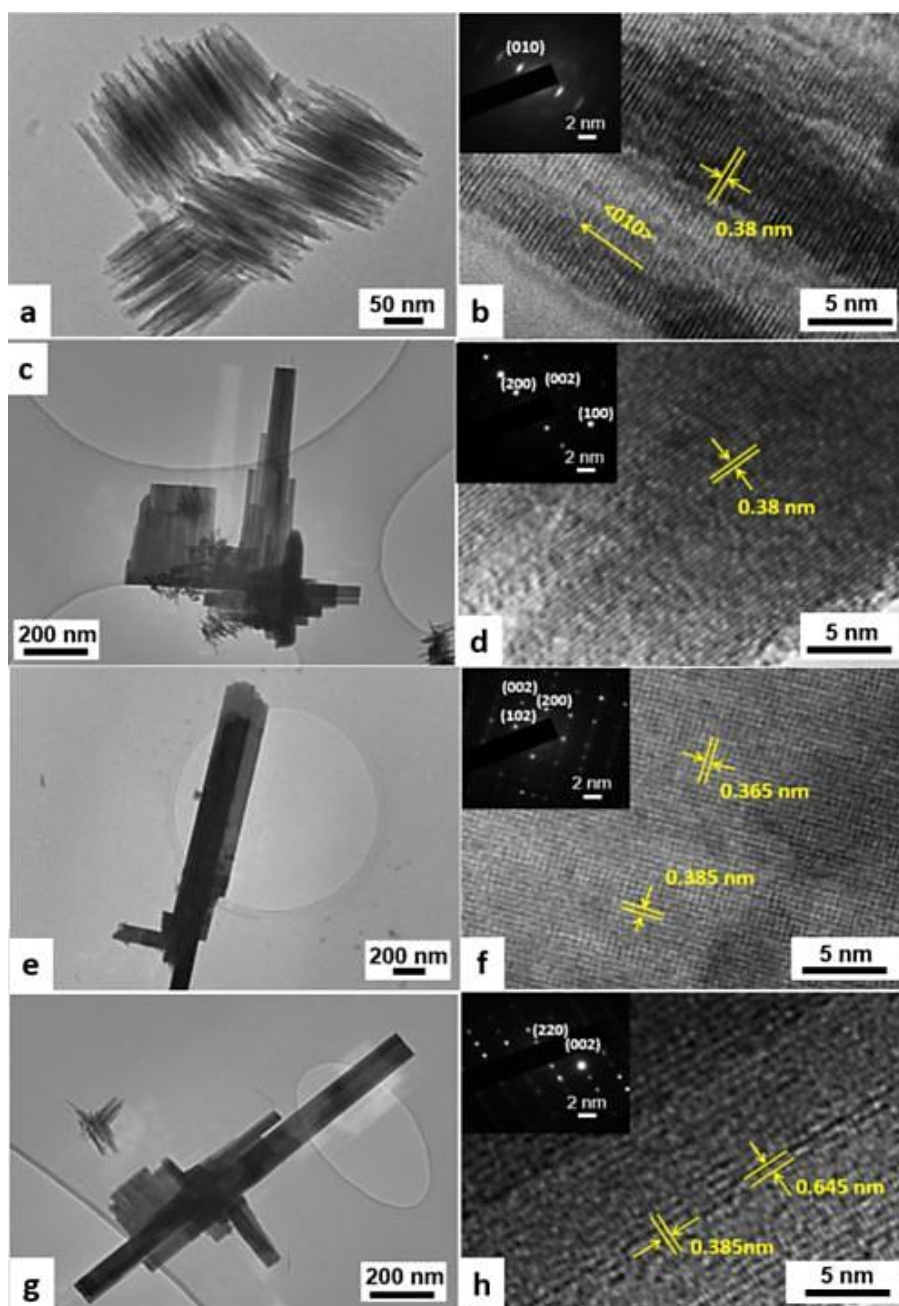 a
50 nm
(010)
2 nm
0.38 nm
<010>
b
5 nm
c
200 nm
(200)
(002)
(100)
2 nm
0.38 nm
d
5 nm
e
200 nm
(002)
(200)
(102)
2 nm
0.365 nm
0.385 nm
f
5 nm
g
200 nm
(220)
(002)
2 nm
0.645 nm
0.385nm
h
5 nm